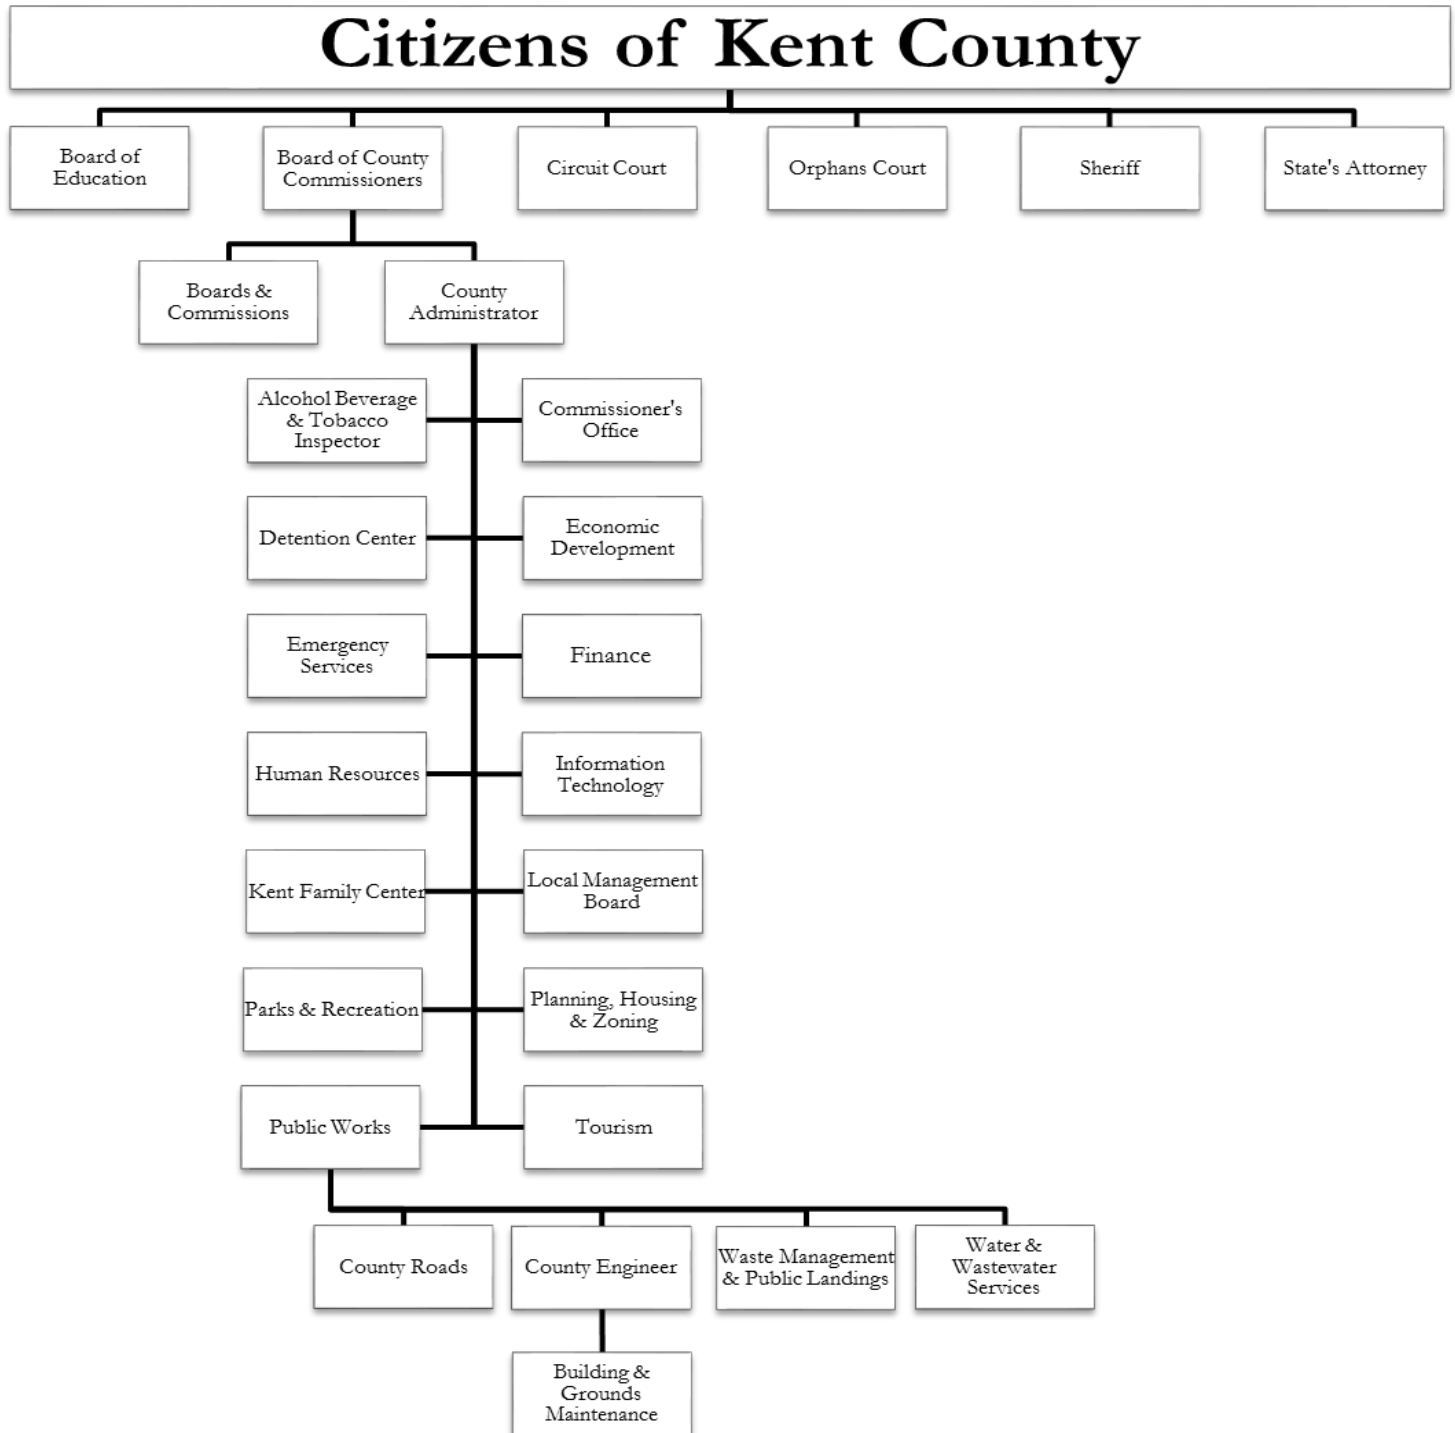 Citizens of Kent County
Board of
Education
Board of County
Commissioners
Circuit Court
Orphans Court
Sheriff
State's Attorney
Boards &
Commissions
County
Administrator
Alcohol Beverage
& Tobacco
Inspector
Commissioner's
Office
Detention Center
Economic
Development
Emergency
Services
Finance
Human Resources
Information
Technology
Kent Family Center
Local Management
Board
Parks & Recreation
Planning, Housing
& Zoning
Public Works
Tourism
County Roads
County Engineer
Waste Management
& Public Landings
Water &
Wastewater
Services
Building &
Grounds
Maintenance